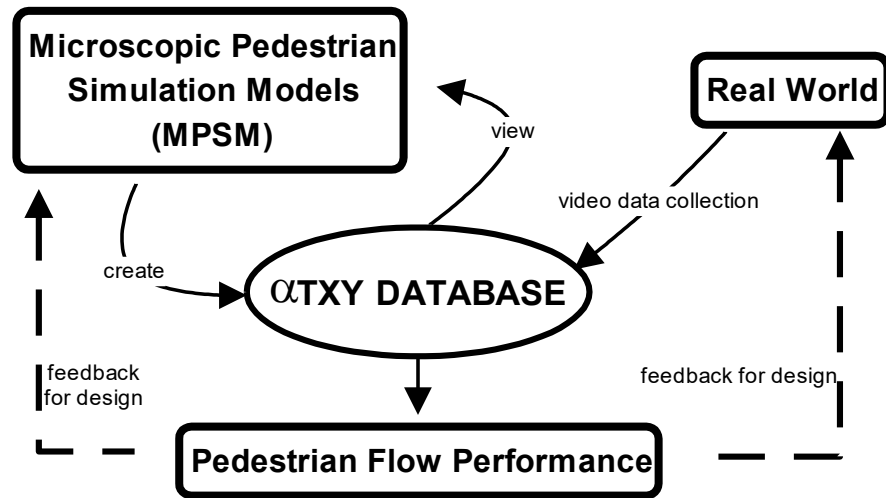 Microscopic Pedestrian
Simulation Models
(MPSM)
Real World
view
video data collection
create
αTXY DATABASE
feedback
for design
feedback for design
Pedestrian Flow Performance